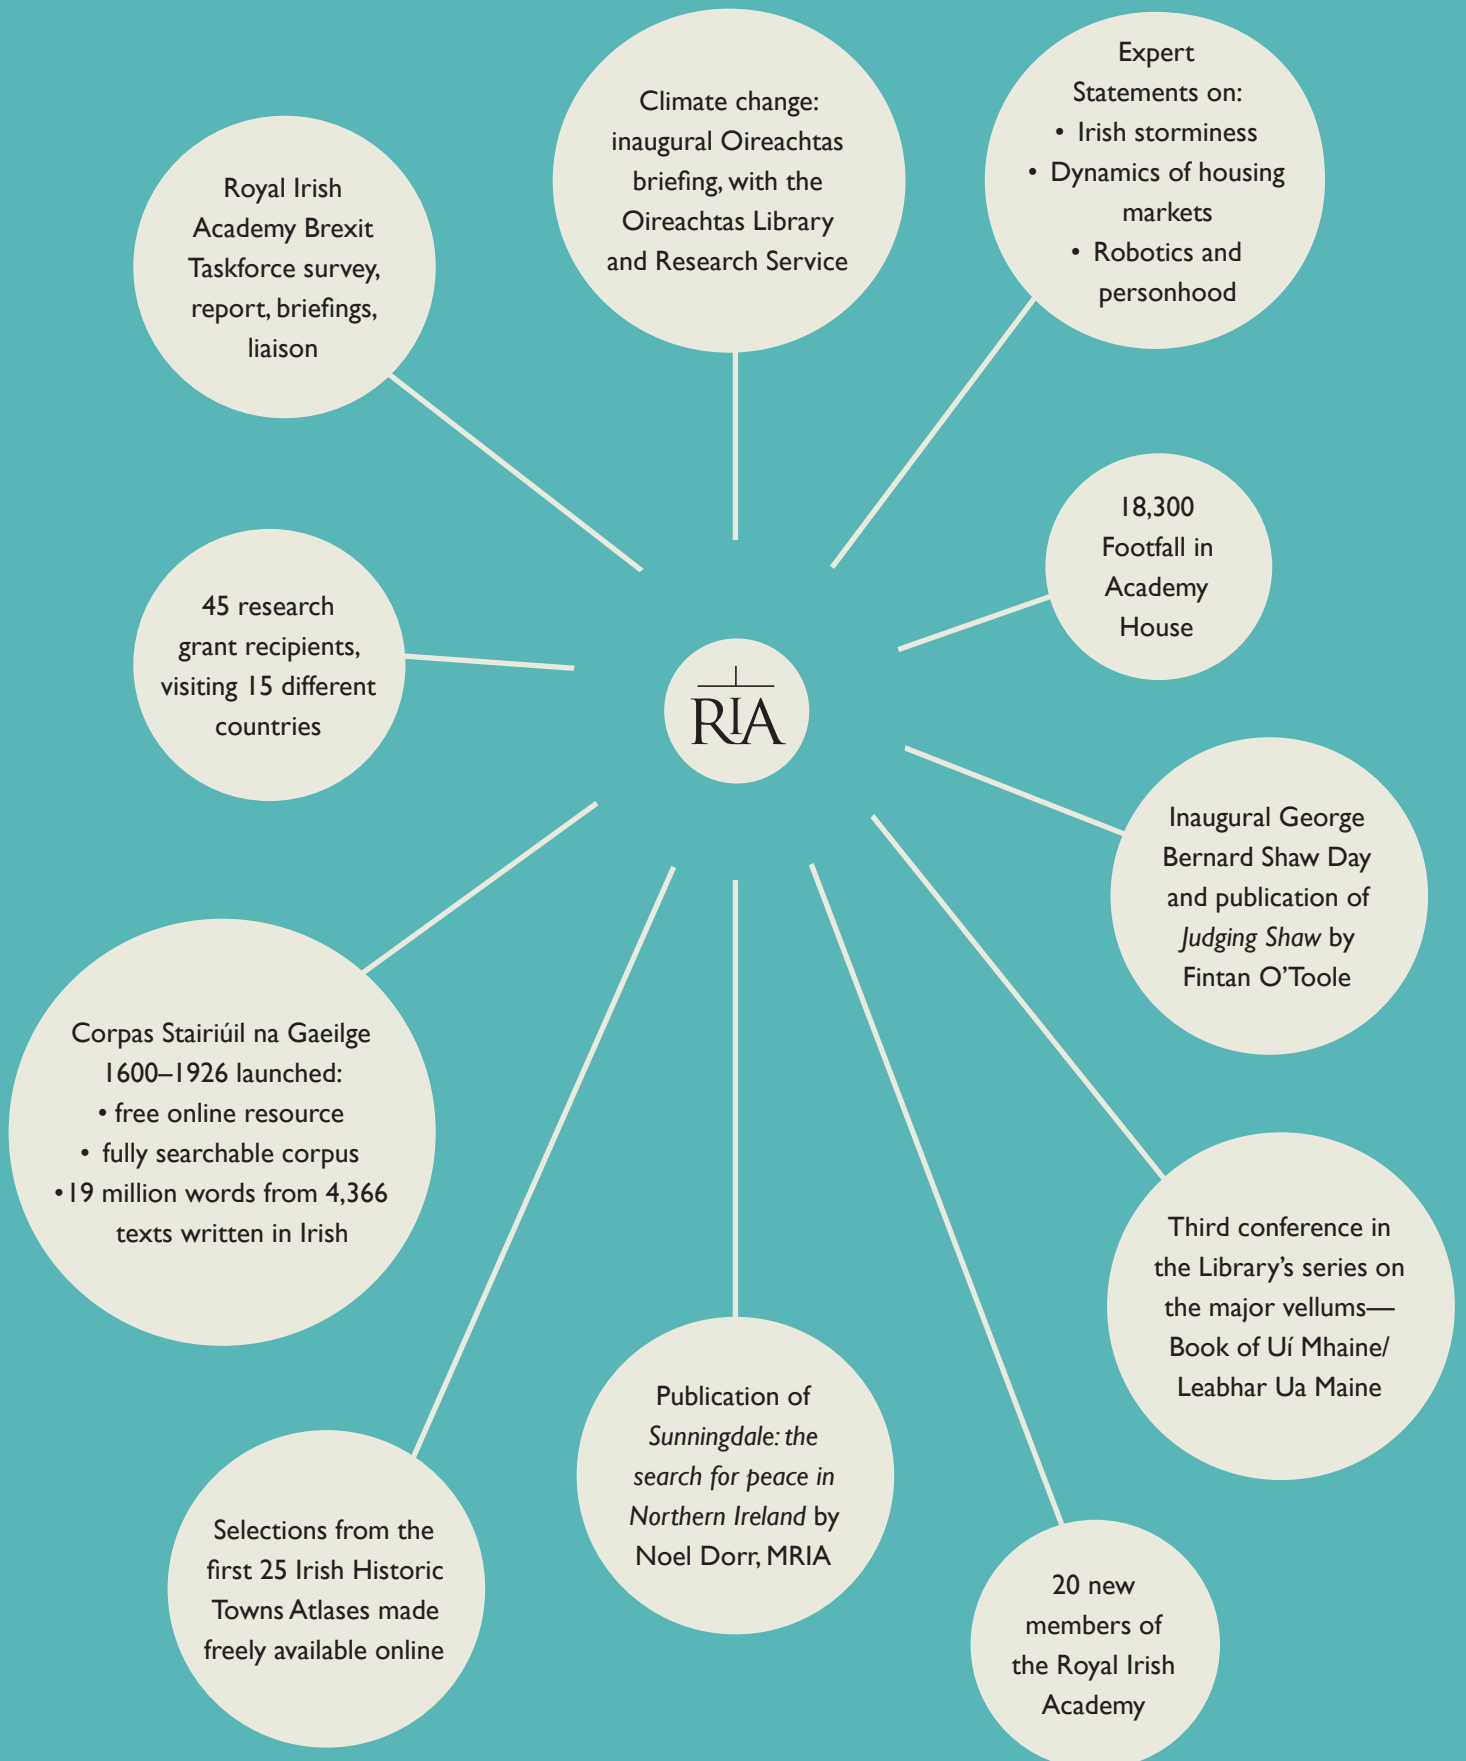 Royal Irish
Academy Brexit
Taskforce survey,
report, briefings,
liaison
Climate change:
inaugural Oireachtas
briefing, with the
Oireachtas Library
and Research Service
Expert
Statements on:
• Irish storminess
• Dynamics of housing
markets
• Robotics and
personhood
18,300
Footfall in
Academy
House
45 research
grant recipients,
visiting 15 different
countries
RIA
Inaugural George
Bernard Shaw Day
and publication of
Judging Shaw by
Fintan O’Toole
Corpas Stairiúil na Gaeilge
1600–1926 launched:
• free online resource
• fully searchable corpus
•19 million words from 4,366
texts written in Irish
Third conference in
the Library’s series on
the major vellums—
Book of Uí Mhaine/
Leabhar Ua Maine
Selections from the
first 25 Irish Historic
Towns Atlases made
freely available online
Publication of
Sunningdale: the
search for peace in
Northern Ireland by
Noel Dorr, MRIA
20 new
members of
the Royal Irish
Academy